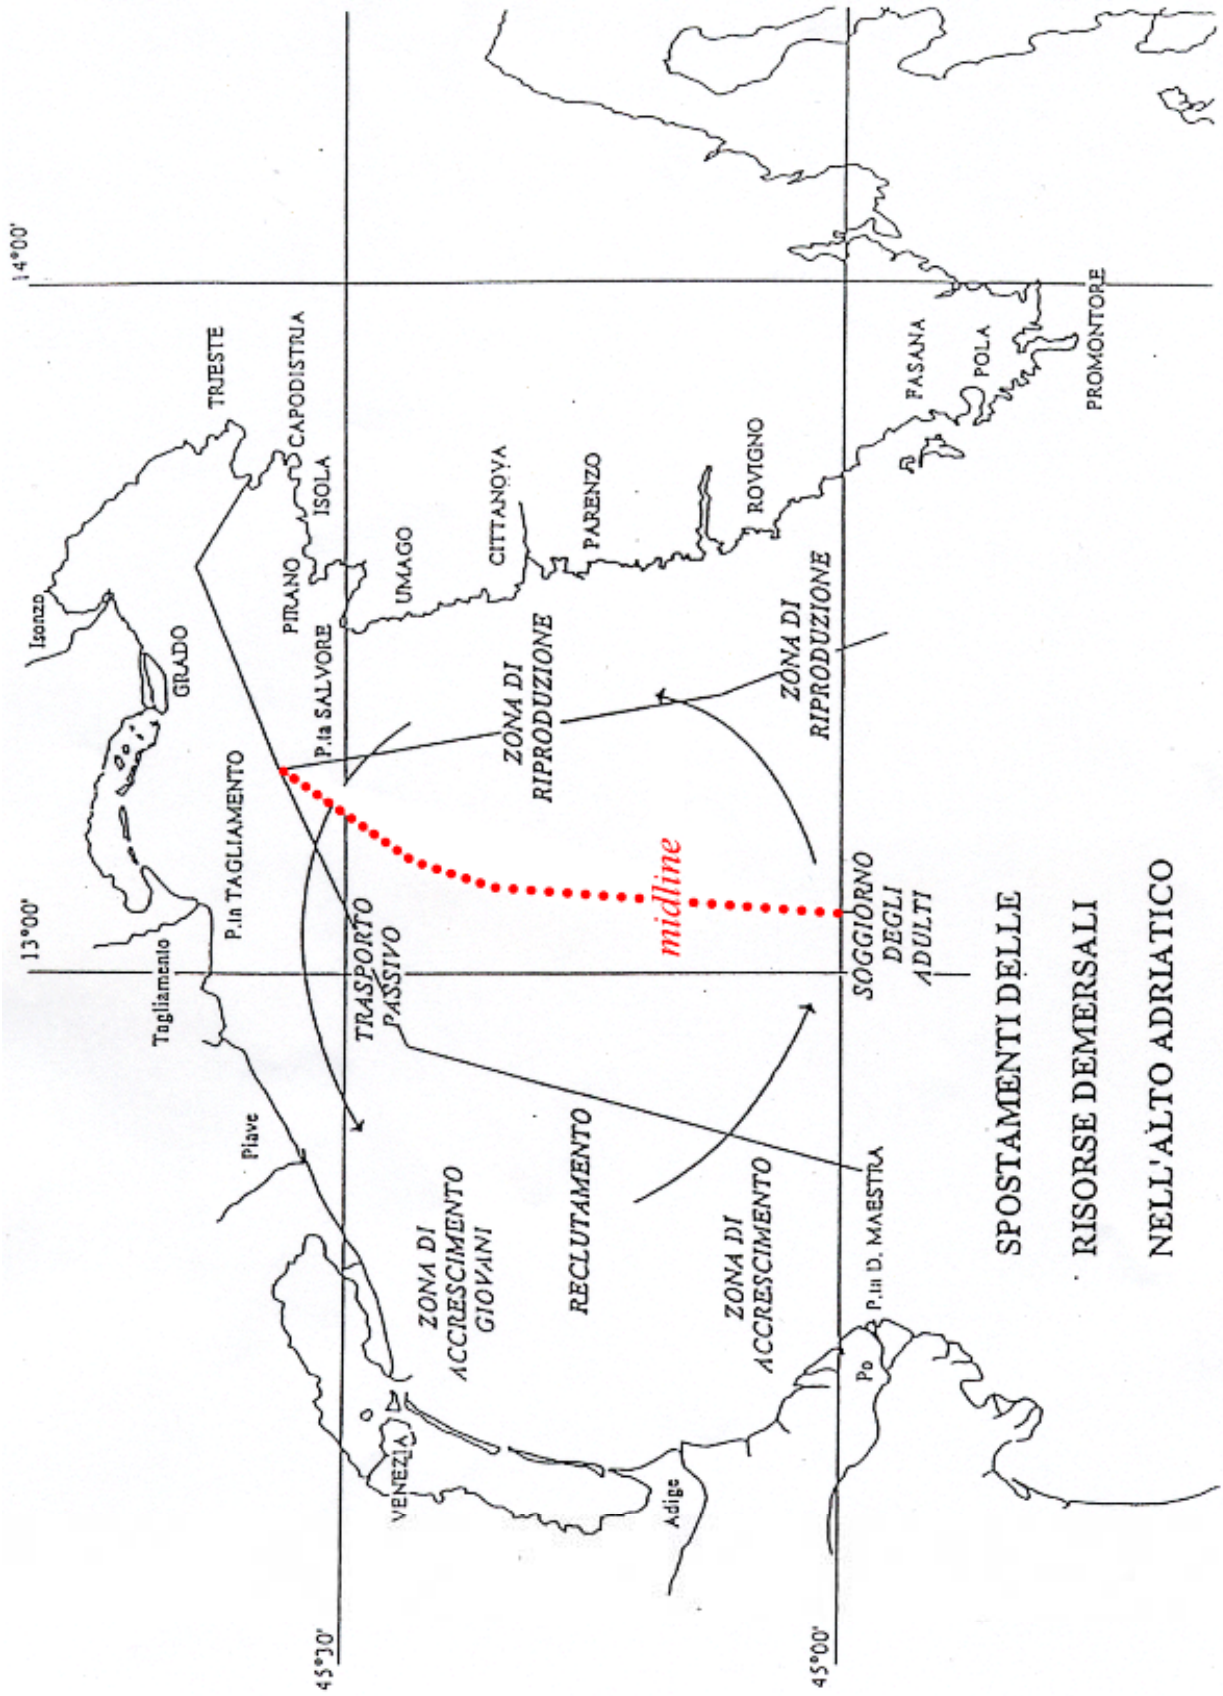 14°00'
13°00'
45°30'
45°00'
TRIESTE
CAPODISTRIA
ISOLA
PIRANO
P.ta SALVORE
UMAGO
CITTANOVA
PARENZO
ROVIGNO
FASANA
POLA
PROMONTORE
Isonzo
GRADO
P.ta TAGLIAMENTO
Tagliamento
Piave
VENEZIA
Adige
Po
P.ta D. MAESTRA
TRASPORTO
PASSIVO
ZONA DI
RIPRODUZIONE
ZONA DI
RIPRODUZIONE
midline
SOGGIORNO
DEGLI
ADULTI
ZONA DI
ACCRESCIMENTO
GIOVANI
RECLUTAMENTO
ZONA DI
ACCRESCIMENTO
SPOSTAMENTI DELLE
RISORSE DEMERSALI
NELL'ALTO ADRIATICO